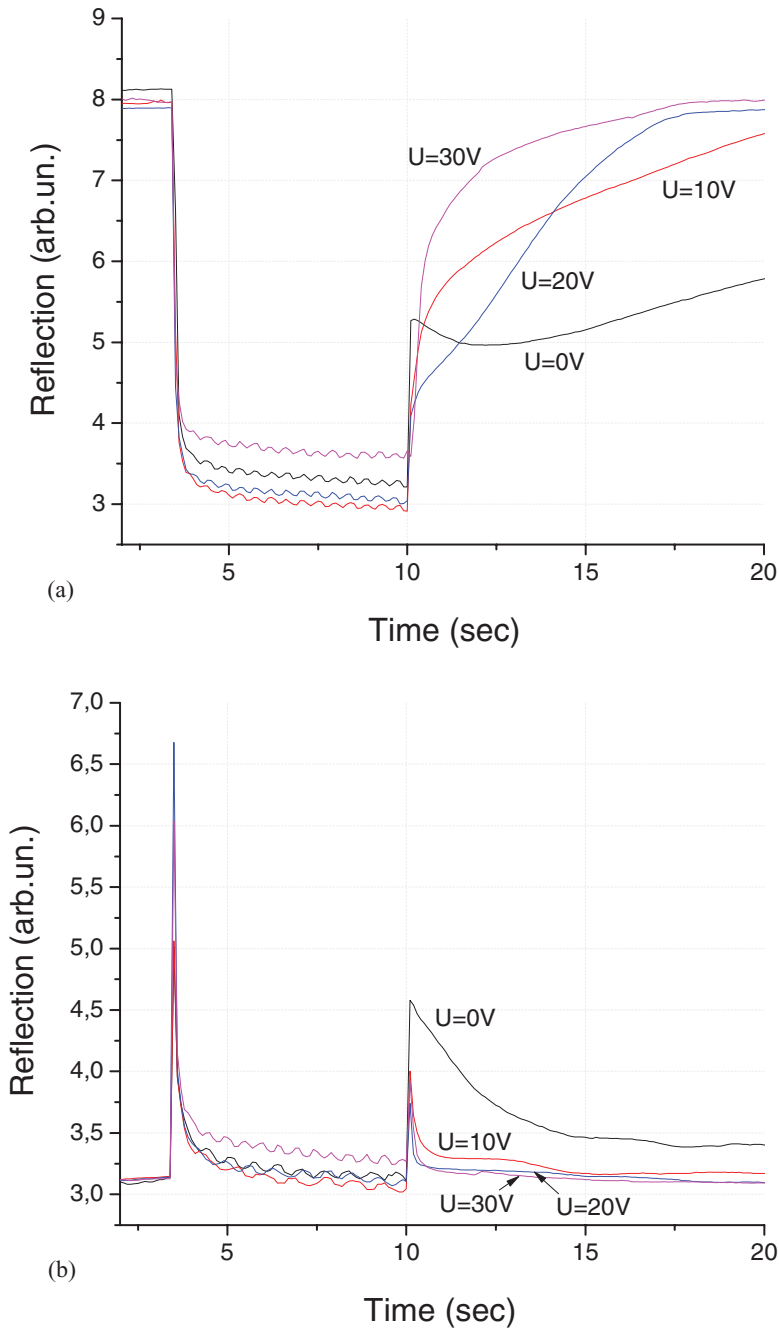 9
8
7
6
5
4
3
Reflection (arb.un.)
U=30V
U=10V
U=20V
U=0V
5
10
15
20
(a)
Time (sec)
7,0
6,5
6,0
5,5
5,0
4,5
4,0
3,5
3,0
Reflection (arb.un.)
U=0V
U=10V
U=30V
U=20V
5
10
15
20
(b)
Time (sec)